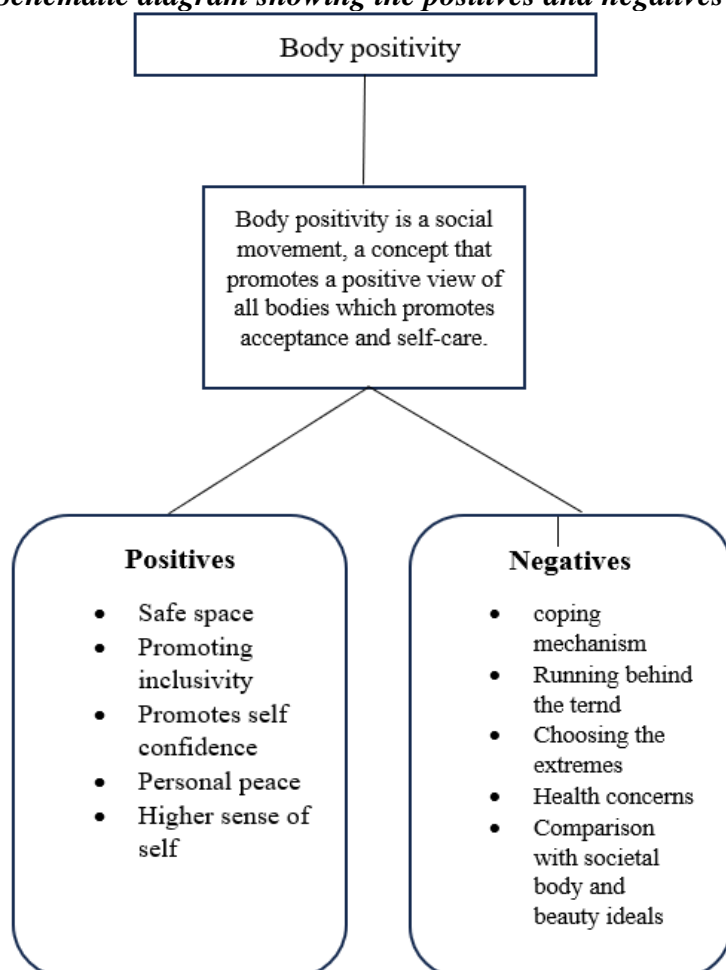 Schematic diagram showing the positives and negatives
Body positivity
Body positivity is a social
movement, a concept that
promotes a positive view of
all bodies which promotes
acceptance and self-care.
Positives
• Safe space
• Promoting
inclusivity
• Promotes self
confidence
• Personal peace
• Higher sense of
self
Negatives
• coping
mechanism
• Running behind
the ternd
• Choosing the
extremes
• Health concerns
• Comparison
with societal
body and
beauty ideals